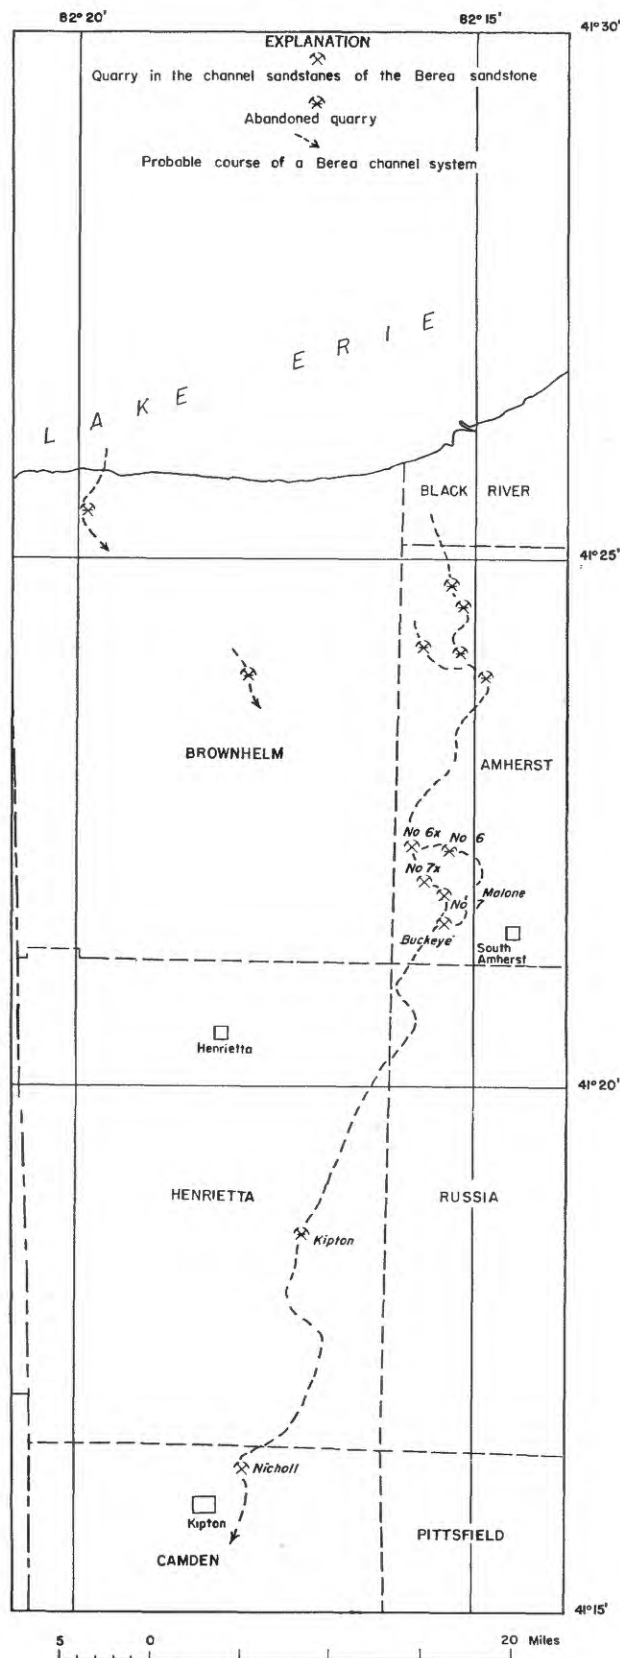 82° 20'
82° 15'
41° 30'
EXPLANATION
Quarry in the channel sandstanes of the Berea sandstone
Abandoned quarry
Probable course of a Berea channel system
LAKE ERIE
BLACK RIVER
41° 25'
BROWNHELM
AMHERST
No 6x
No 6
No 7x
Malone
No 7
Buckeye
South
Amherst
Henrietta
41° 20'
HENRIETTA
RUSSIA
Kipton
Nicholl
Kipton
PITTSFIELD
CAMDEN
41° 15'
5 0 20 Miles